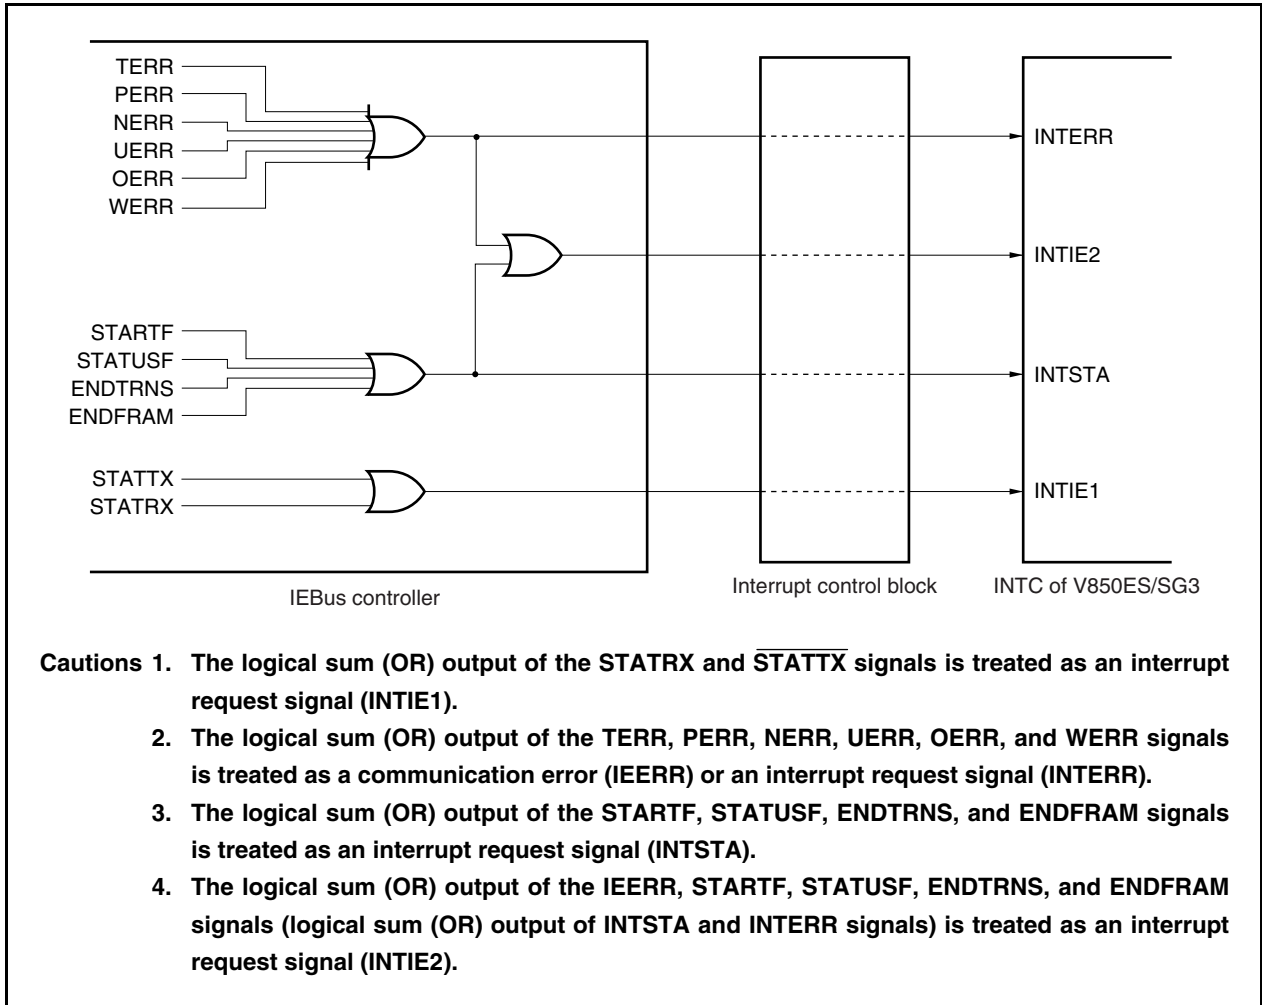 TERR
PERR
NERR
UERR
OERR
WERR
INTERR
INTIE2
STARTF
STATUSF
ENDTRNS
ENDFRAM
INTSTA
STATTX
STATRX
INTIE1
IEBus controller
Interrupt control block
INTC of V850ES/SG3
Cautions 1. The logical sum (OR) output of the STATRX and S̅T̅A̅T̅T̅X̅ signals is treated as an interrupt
request signal (INTIE1).
2. The logical sum (OR) output of the TERR, PERR, NERR, UERR, OERR, and WERR signals
is treated as a communication error (IEERR) or an interrupt request signal (INTERR).
3. The logical sum (OR) output of the STARTF, STATUSF, ENDTRNS, and ENDFRAM signals
is treated as an interrupt request signal (INTSTA).
4. The logical sum (OR) output of the IEERR, STARTF, STATUSF, ENDTRNS, and ENDFRAM
signals (logical sum (OR) output of INTSTA and INTERR signals) is treated as an interrupt
request signal (INTIE2).